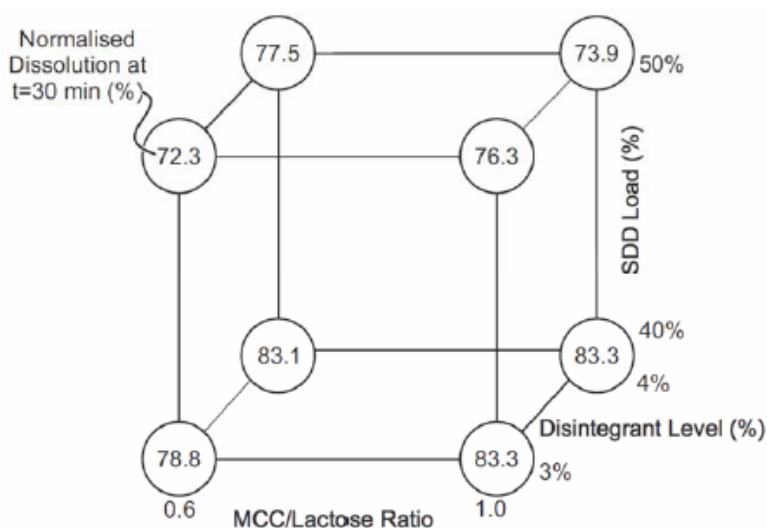 Normalised
Dissolution at
t=30 min (%)
77.5
73.9
50%
72.3
76.3
SDD Load (%)
83.1
83.3
40%
4%
Disintegrant Level (%)
78.8
83.3
3%
0.6
MCC/Lactose Ratio
1.0